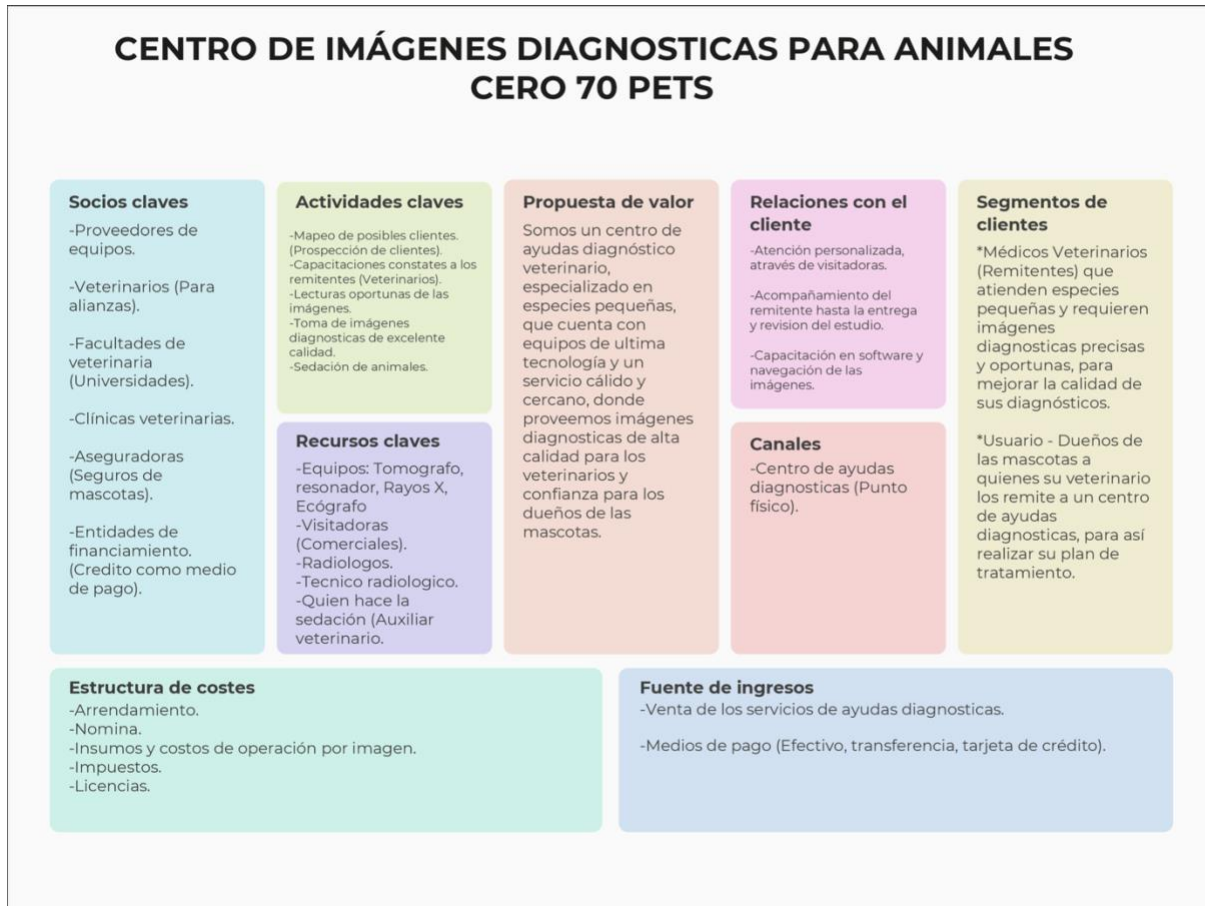 CENTRO DE IMÁGENES DIAGNOSTICAS PARA ANIMALES
CERO 70 PETS
Socios claves
-Proveedores de
equipos.
-Veterinarios (Para
alianzas).
-Facultades de
veterinaria
(Universidades).
-Clínicas veterinarias.
-Aseguradoras
(Seguros de
mascotas).
-Entidades de
financiamiento.
(Credito como medio
de pago).
Actividades claves
-Mapeo de posibles clientes.
(Prospección de clientes).
-Capacitaciones constates a los
remitentes (Veterinarios).
-Lecturas oportunas de las
imágenes.
-Toma de imágenes
diagnosticas de excelente
calidad.
-Sedación de animales.
Recursos claves
-Equipos: Tomografo,
resonador, Rayos X,
Ecógrafo
-Visitadoras
(Comerciales).
-Radiologos.
-Tecnico radiologico.
-Quien hace la
sedación (Auxiliar
veterinario.
Propuesta de valor
Somos un centro de
ayudas diagnóstico
veterinario,
especializado en
especies pequeñas,
que cuenta con
equipos de ultima
tecnología y un
servicio cálido y
cercano, donde
proveemos imágenes
diagnosticas de alta
calidad para los
veterinarios y
confianza para los
dueños de las
mascotas.
Relaciones con el
cliente
-Atención personalizada,
através de visitadoras.
-Acompañamiento del
remitente hasta la entrega
y revision del estudio.
-Capacitación en software y
navegación de las
imágenes.
Canales
-Centro de ayudas
diagnosticas (Punto
físico).
Segmentos de
clientes
*Médicos Veterinarios
(Remitentes) que
atienden especies
pequeñas y requieren
imágenes
diagnosticas precisas
y oportunas, para
mejorar la calidad de
sus diagnósticos.
*Usuario - Dueños de
las mascotas a
quienes su veterinario
los remite a un centro
de ayudas
diagnosticas, para así
realizar su plan de
tratamiento.
Estructura de costes
-Arrendamiento.
-Nomina.
-Insumos y costos de operación por imagen.
-Impuestos.
-Licencias.
Fuente de ingresos
-Venta de los servicios de ayudas diagnosticas.
-Medios de pago (Efectivo, transferencia, tarjeta de crédito).